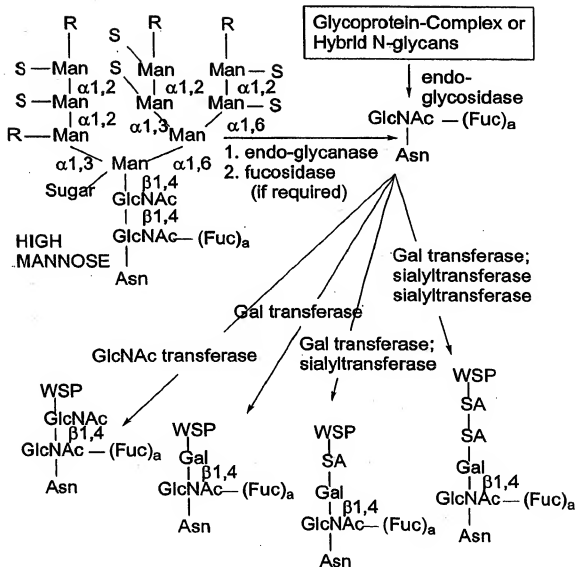 R
S
R
R
S—Man
S
Man
Man—S
α1,2
α1,2
α1,2
S—Man
Man
Man—S
α1,2
α1,3
α1,6
R—Man
Man
α1,3
Man
α1,6
Sugar
β1,4
GlcNAc
β1,4
GlcNAc—(Fuc)a
HIGH
MANNOSE
Asn
1. endo-glycanase
2. fucosidase
(if required)
Glycoprotein-Complex or
Hybrid N-glycans
endo-
glycosidase
GlcNAc—(Fuc)a
Asn
GlcNAc transferase
Gal transferase
Gal transferase;
sialyltransferase
Gal transferase;
sialyltransferase
sialyltransferase
WSP
GlcNAc
β1,4
GlcNAc—(Fuc)a
Asn
WSP
Gal
β1,4
GlcNAc—(Fuc)a
Asn
WSP
SA
Gal
β1,4
GlcNAc—(Fuc)a
Asn
WSP
SA
SA
Gal
β1,4
GlcNAc—(Fuc)a
Asn